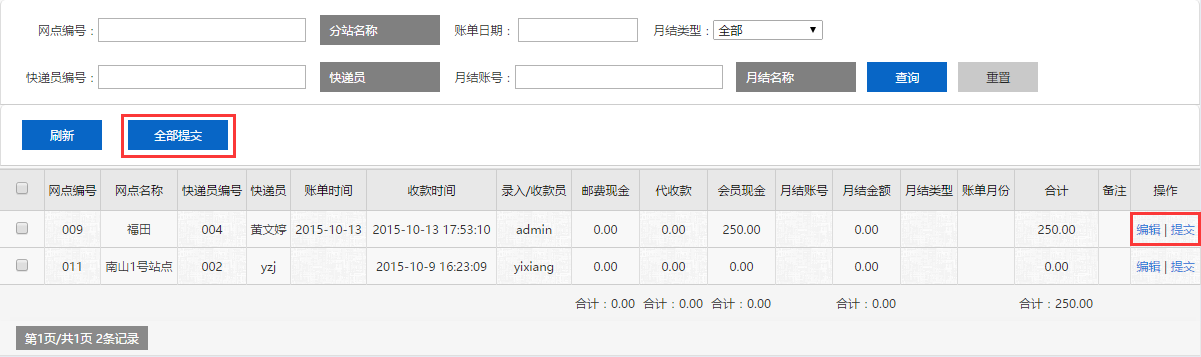 网点编号： 分站名称 账单日期： 月结类型： 全部
快递员编号： 快递员 月结账号： 月结名称 查询 重置
刷新 全部提交
网点编号 网点名称 快递员编号 快递员 账单时间 收款时间 录入/收款员 邮费现金 代收款 会员现金 月结账号 月结金额 月结类型 账单月份 合计 备注 操作
009 福田 004 黄文婷 2015-10-13 2015-10-13 17:53:10 admin 0.00 0.00 250.00 0.00 250.00 编辑 | 提交
011 南山1号站点 002 yzj 2015-10-9 16:23:09 yixiang 0.00 0.00 0.00 0.00 0.00 编辑 | 提交
合计：0.00 合计：0.00 合计：0.00 合计：0.00 合计：250.00
第1页/共1页 2条记录